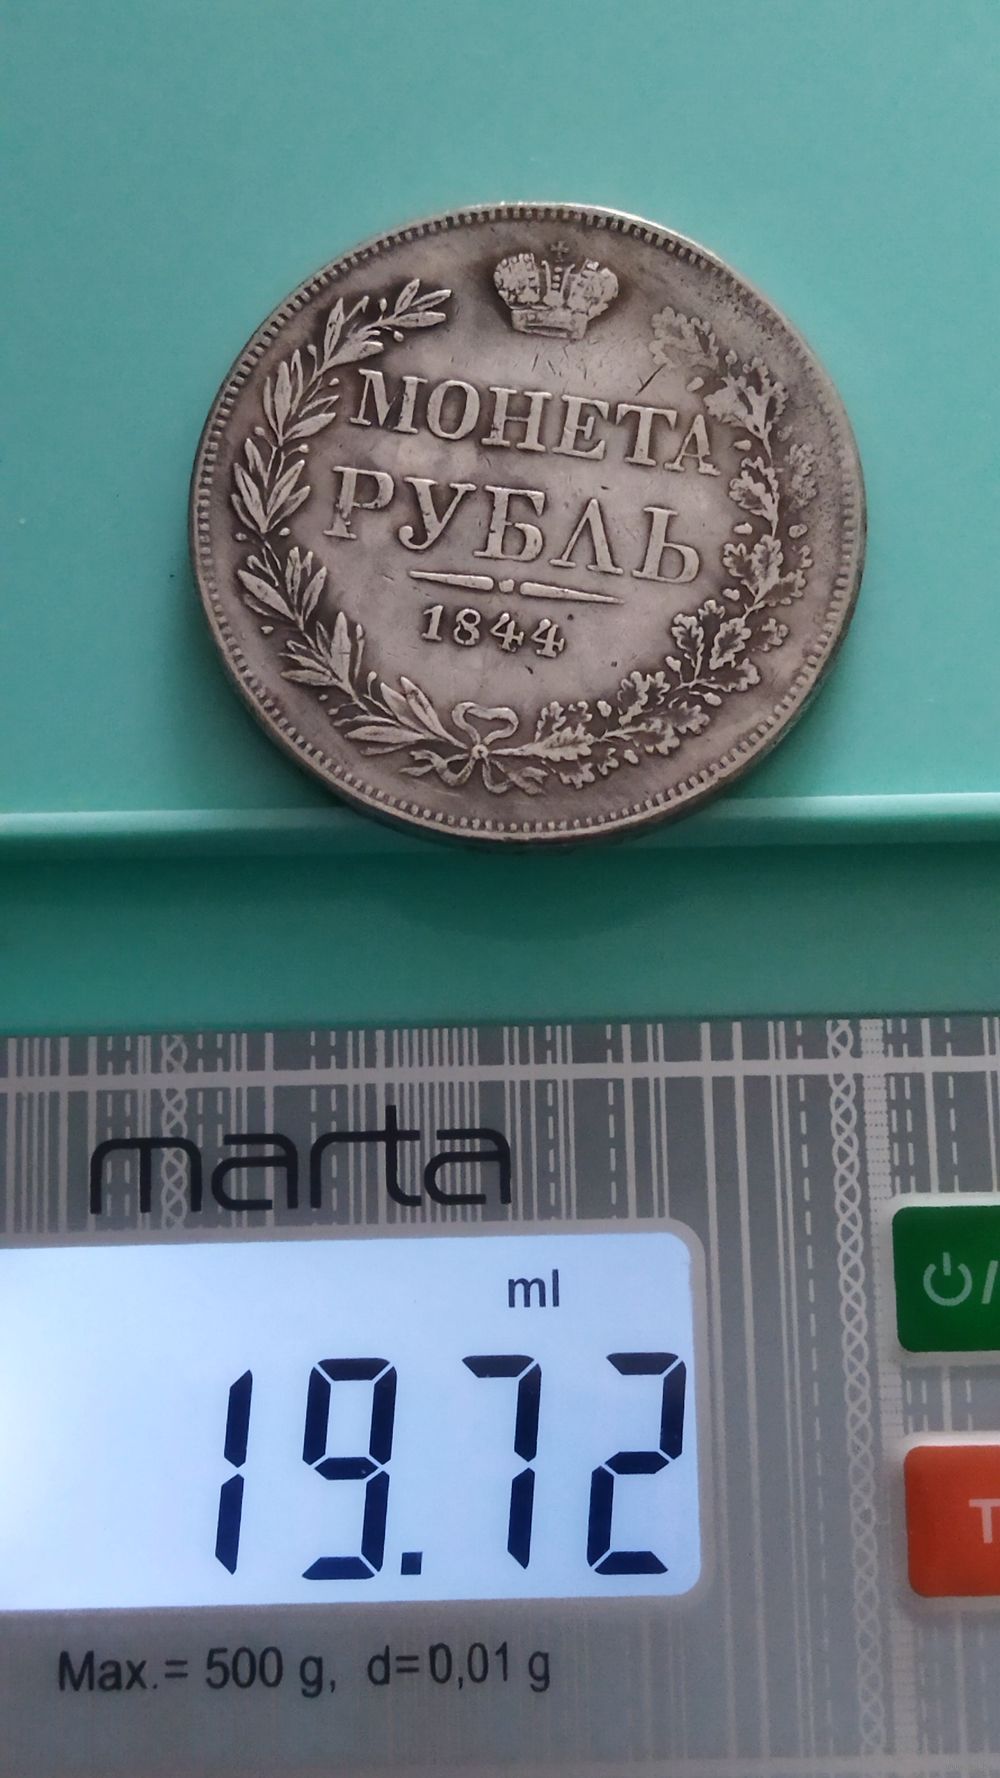 МОНЕТА
РУБЛЬ
1844
marta
ml
19.72
Max.= 500 g, d=0,01 g
T